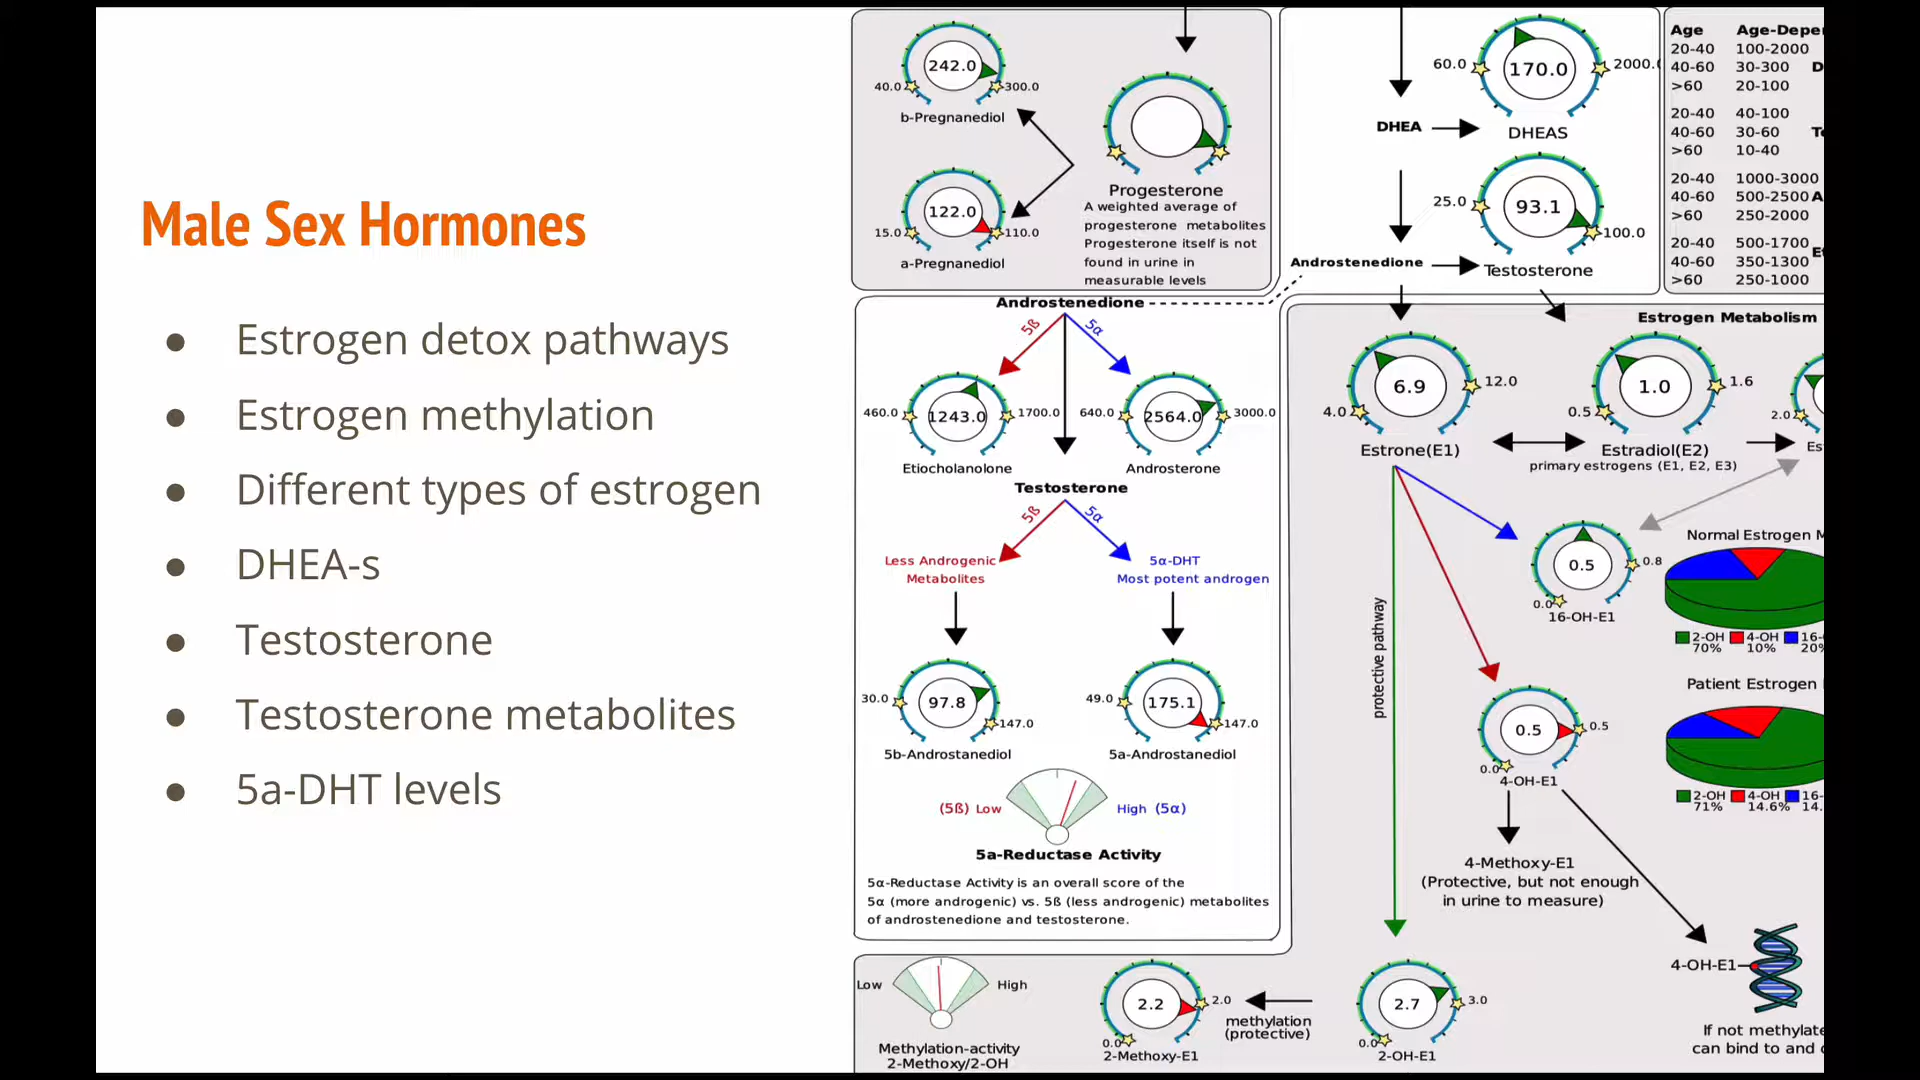 Male Sex Hormones
● Estrogen detox pathways
● Estrogen methylation
● Different types of estrogen
● DHEA-s
● Testosterone
● Testosterone metabolites
● 5a-DHT levels
242.0
40.0
300.0
b-Pregnanediol
122.0
15.0
110.0
a-Pregnanediol
Progesterone
A weighted average of
progesterone metabolites
Progesterone itself is not
found in urine in
measurable levels
DHEA
60.0
170.0
2000.
DHEAS
25.0
93.1
100.0
Androstenedione
Testosterone
Age Age-Depe
20-40 100-2000
40-60 30-300
>60 20-100
20-40 40-100
40-60 30-60
>60 10-40
20-40 1000-3000
40-60 500-2500
>60 250-2000
20-40 500-1700
40-60 350-1300
>60 250-1000
Androstenedione
5ß
5α
460.0
1243.0
1700.0
Etiocholanolone
640.0
2564.0
3000.0
Androsterone
Testosterone
5ß
5α
Less Androgenic
Metabolites
5α-DHT
Most potent androgen
30.0
97.8
147.0
5b-Androstanediol
49.0
175.1
147.0
5a-Androstanediol
(5ß) Low
High (5α)
5a-Reductase Activity
5α-Reductase Activity is an overall score of the
5α (more androgenic) vs. 5ß (less androgenic) metabolites
of androstenedione and testosterone.
Estrogen Metabolism
4.0
6.9
12.0
Estrone(E1)
0.5
1.0
1.6
Estradiol(E2)
primary estrogens (E1, E2, E3)
2.0
Es
protective pathway
0.0
0.5
0.8
16-OH-E1
Normal Estrogen M
2-OH 4-OH 16-
70% 10% 20%
0.0
0.5
0.5
4-OH-E1
Patient Estrogen
2-OH 4-OH 16-
71% 14.6% 14.
4-Methoxy-E1
(Protective, but not enough
in urine to measure)
4-OH-E1
If not methylate
can bind to and
Low
High
Methylation-activity
2-Methoxy/2-OH
0.0
2.2
2.0
2-Methoxy-E1
methylation
(protective)
0.0
2.7
3.0
2-OH-E1